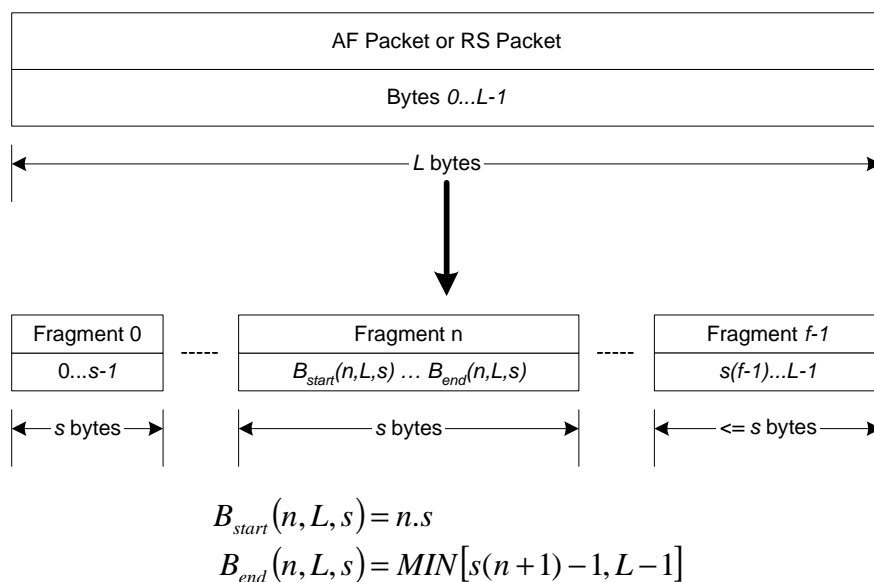 AF Packet or RS Packet
Bytes 0...L-1
L bytes
Fragment 0
Fragment n
Fragment f-1
0...s-1
B_start(n,L,s) … B_end(n,L,s)
s(f-1)...L-1
s bytes
s bytes
<= s bytes
B_start(n, L, s) = n.s
B_end(n, L, s) = MIN[s(n+1)−1, L−1]